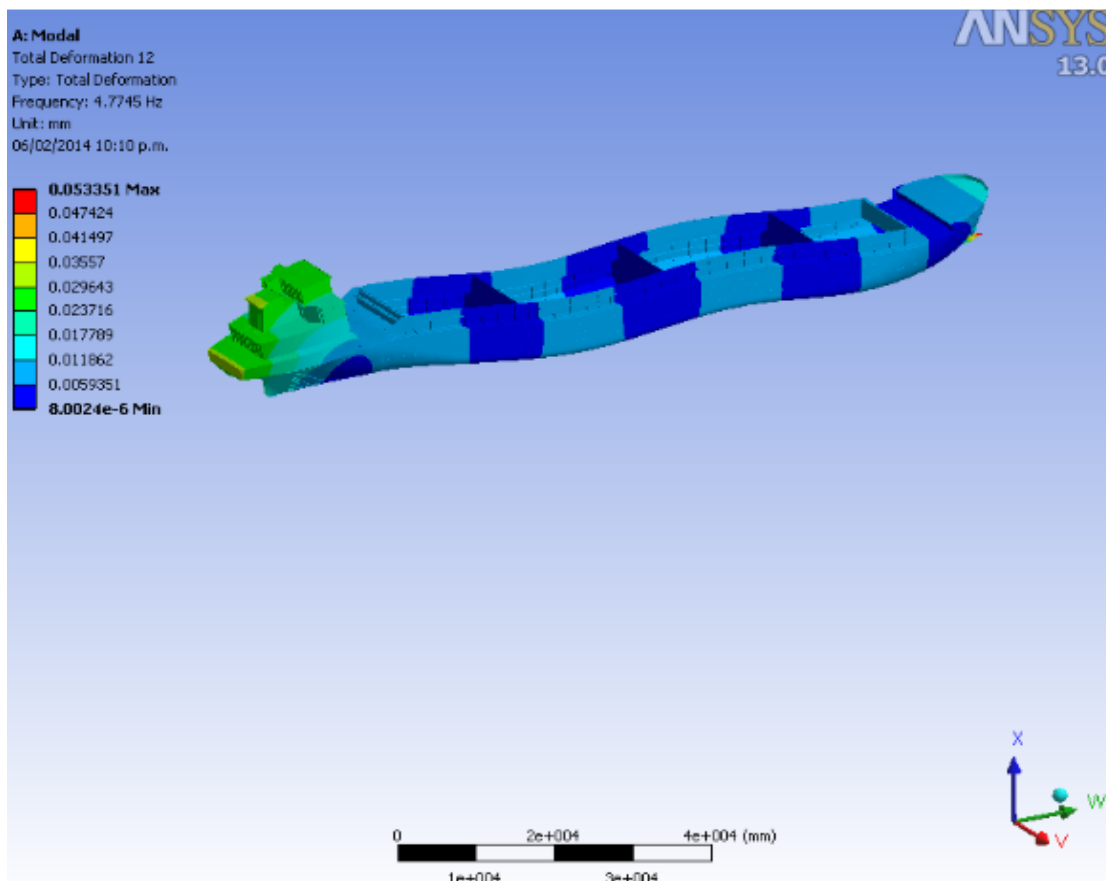 A: Modal
Total Deformation 12
Type: Total Deformation
Frequency: 4.7745 Hz
Unit: mm
06/02/2014 10:10 p.m.
0.053351 Max
0.047424
0.041497
0.03557
0.029643
0.023716
0.017789
0.011862
0.0059351
8.0024e-6 Min
ANSYS
13.0
X
W
V
0 2e+004 4e+004 (mm)
1e+004 3e+004